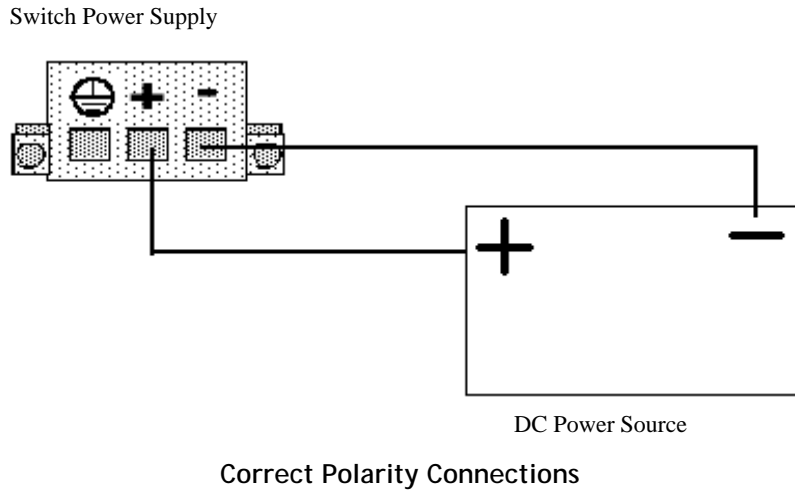 Switch Power Supply
+ -
+ -
DC Power Source
Correct Polarity Connections